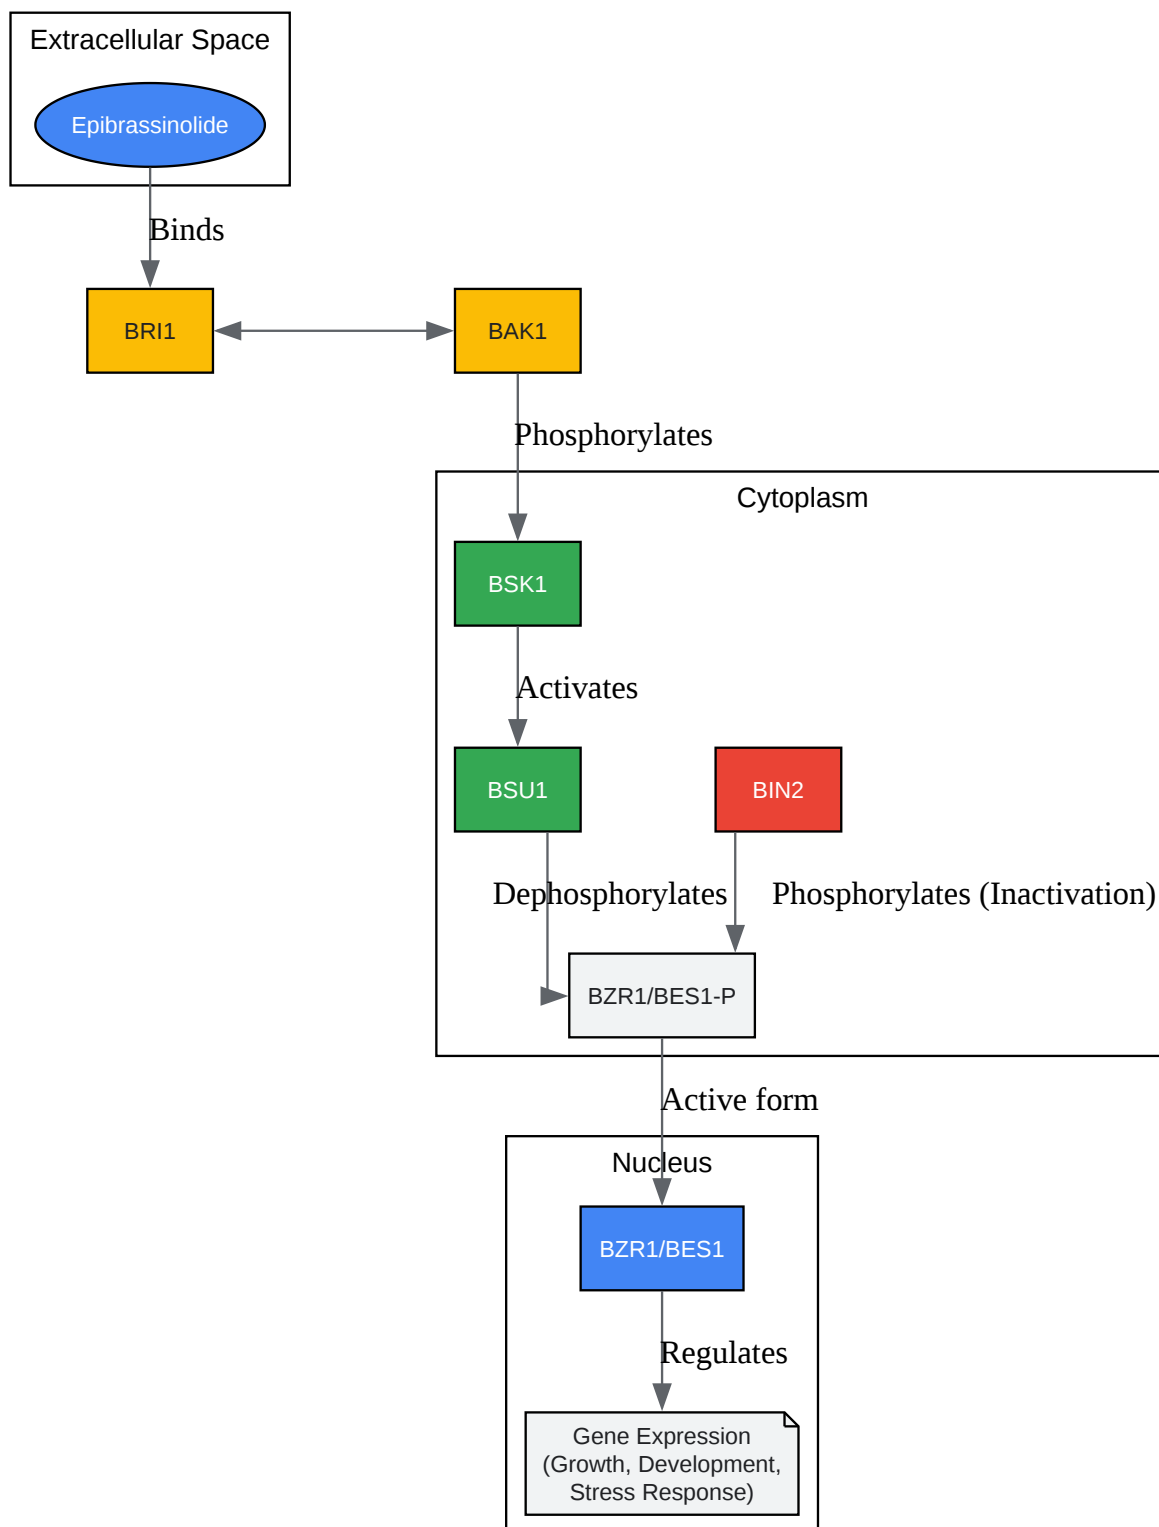 Extracellular Space
Epibrassinolide
Binds
BRI1
BAK1
Phosphorylates
Cytoplasm
BSK1
Activates
BSU1
BIN2
Dephosphorylates
Phosphorylates (Inactivation)
BZR1/BES1-P
Active form
Nucleus
BZR1/BES1
Regulates
Gene Expression
(Growth, Development,
Stress Response)